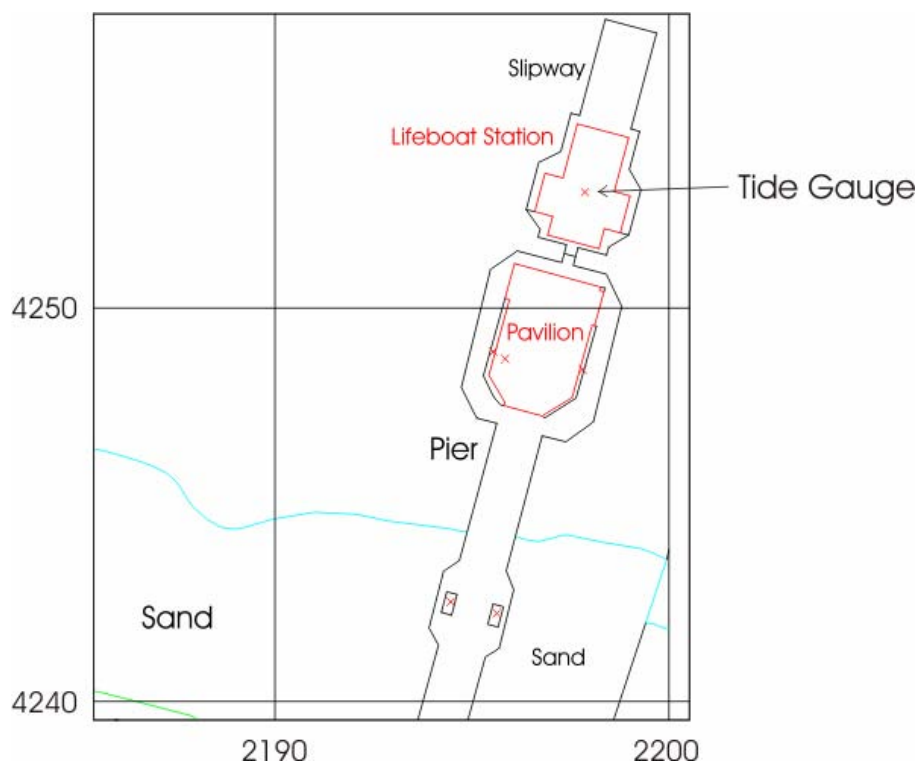 Slipway
Lifeboat Station
Tide Gauge
4250
Pavilion
Pier
Sand
Sand
4240
2190
2200